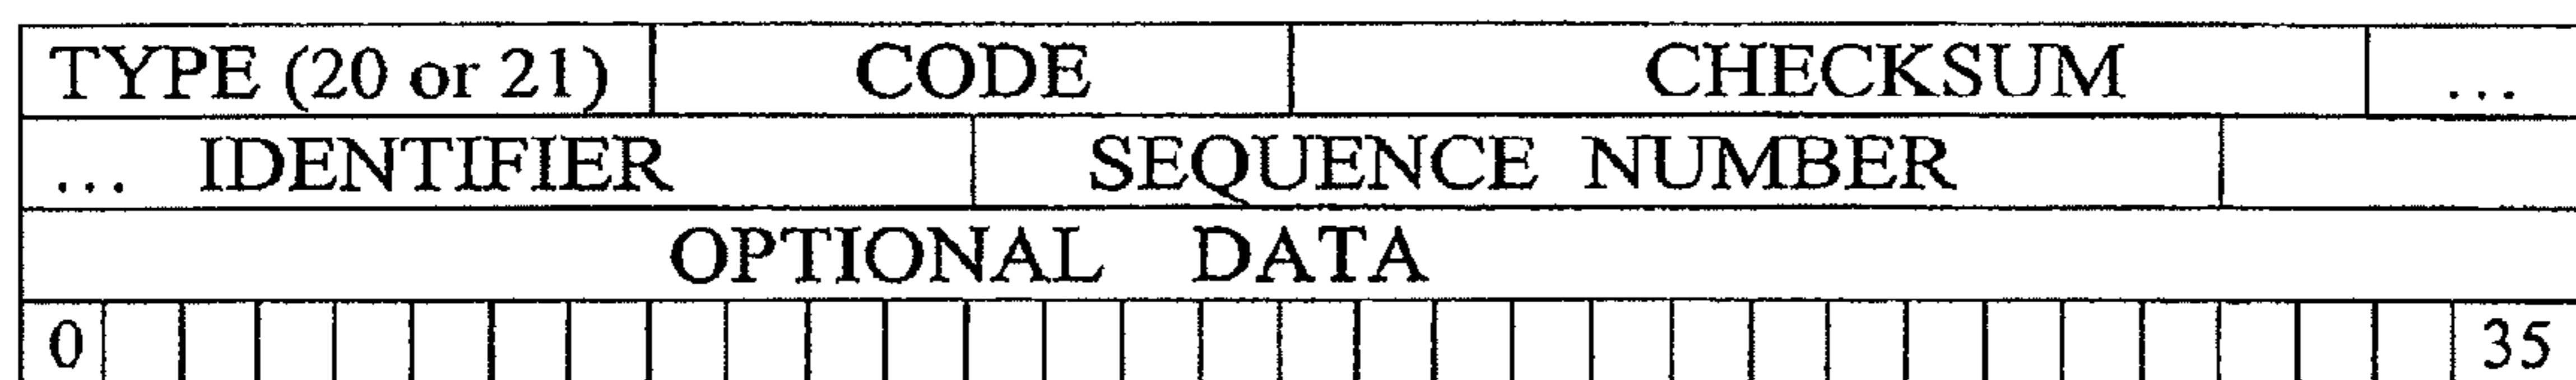 TYPE (20 or 21) CODE CHECKSUM ...
... IDENTIFIER SEQUENCE NUMBER
OPTIONAL DATA
0 35